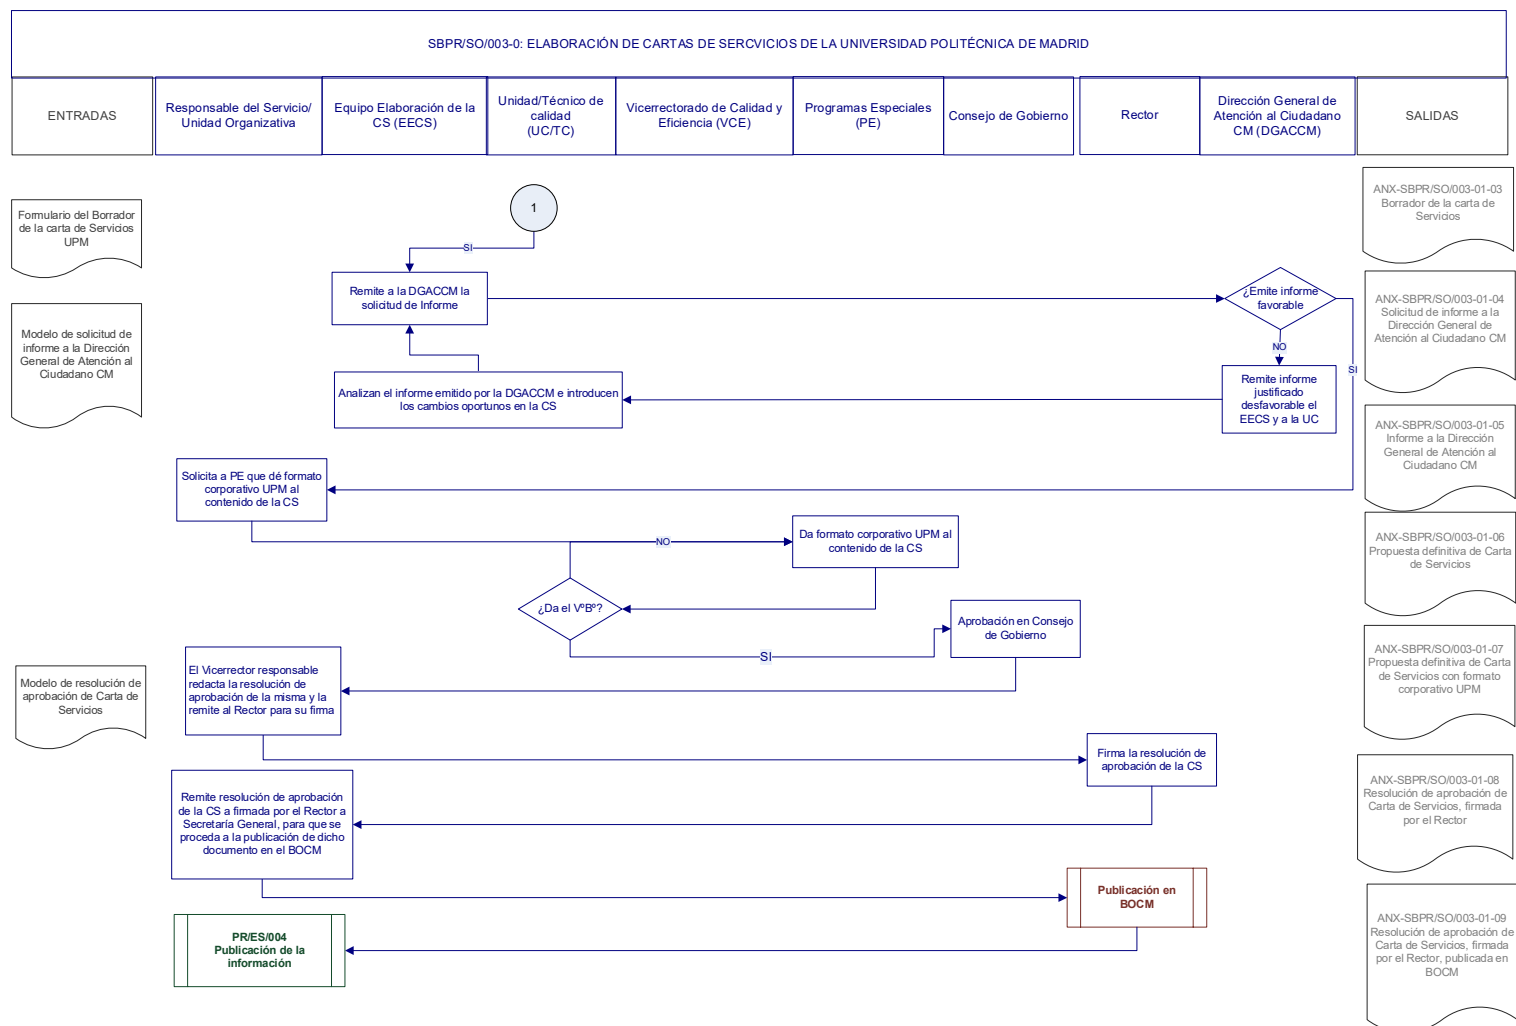 SBPR/SO/003-0: ELABORACIÓN DE CARTAS DE SERCVICIOS DE LA UNIVERSIDAD POLITÉCNICA DE MADRID
ENTRADAS
Responsable del Servicio/
Unidad Organizativa
Equipo Elaboración de la
CS (EECS)
Unidad/Técnico de
calidad
(UC/TC)
Vicerrectorado de Calidad y
Eficiencia (VCE)
Programas Especiales
(PE)
Consejo de Gobierno
Rector
Dirección General de
Atención al Ciudadano
CM (DGACCM)
SALIDAS
Formulario del Borrador
de la carta de Servicios
UPM
1
SI
ANX-SBPR/SO/003-01-03
Borrador de la carta de
Servicios
Remite a la DGACCM la
solicitud de Informe
¿Emite informe
favorable
NO
SI
ANX-SBPR/SO/003-01-04
Solicitud de informe a la
Dirección General de
Atención al Ciudadano CM
Modelo de solicitud de
informe a la Dirección
General de Atención al
Ciudadano CM
Analizan el informe emitido por la DGACCM e introducen
los cambios oportunos en la CS
Remite informe
justificado
desfavorable el
EECS y a la UC
ANX-SBPR/SO/003-01-05
Informe a la Dirección
General de Atención al
Ciudadano CM
Solicita a PE que dé formato
corporativo UPM al
contenido de la CS
NO
Da formato corporativo UPM al
contenido de la CS
ANX-SBPR/SO/003-01-06
Propuesta definitiva de Carta
de Servicios
¿Da el VºBº?
SI
Aprobación en Consejo
de Gobierno
ANX-SBPR/SO/003-01-07
Propuesta definitiva de Carta
de Servicios con formato
corporativo UPM
Modelo de resolución de
aprobación de Carta de
Servicios
El Vicerrector responsable
redacta la resolución de
aprobación de la misma y la
remite al Rector para su firma
Firma la resolución de
aprobación de la CS
ANX-SBPR/SO/003-01-08
Resolución de aprobación de
Carta de Servicios, firmada
por el Rector
Remite resolución de aprobación
de la CS a firmada por el Rector a
Secretaría General, para que se
proceda a la publicación de dicho
documento en el BOCM
Publicación en
BOCM
ANX-SBPR/SO/003-01-09
Resolución de aprobación de
Carta de Servicios, firmada
por el Rector, publicada en
BOCM
PR/ES/004
Publicación de la
información